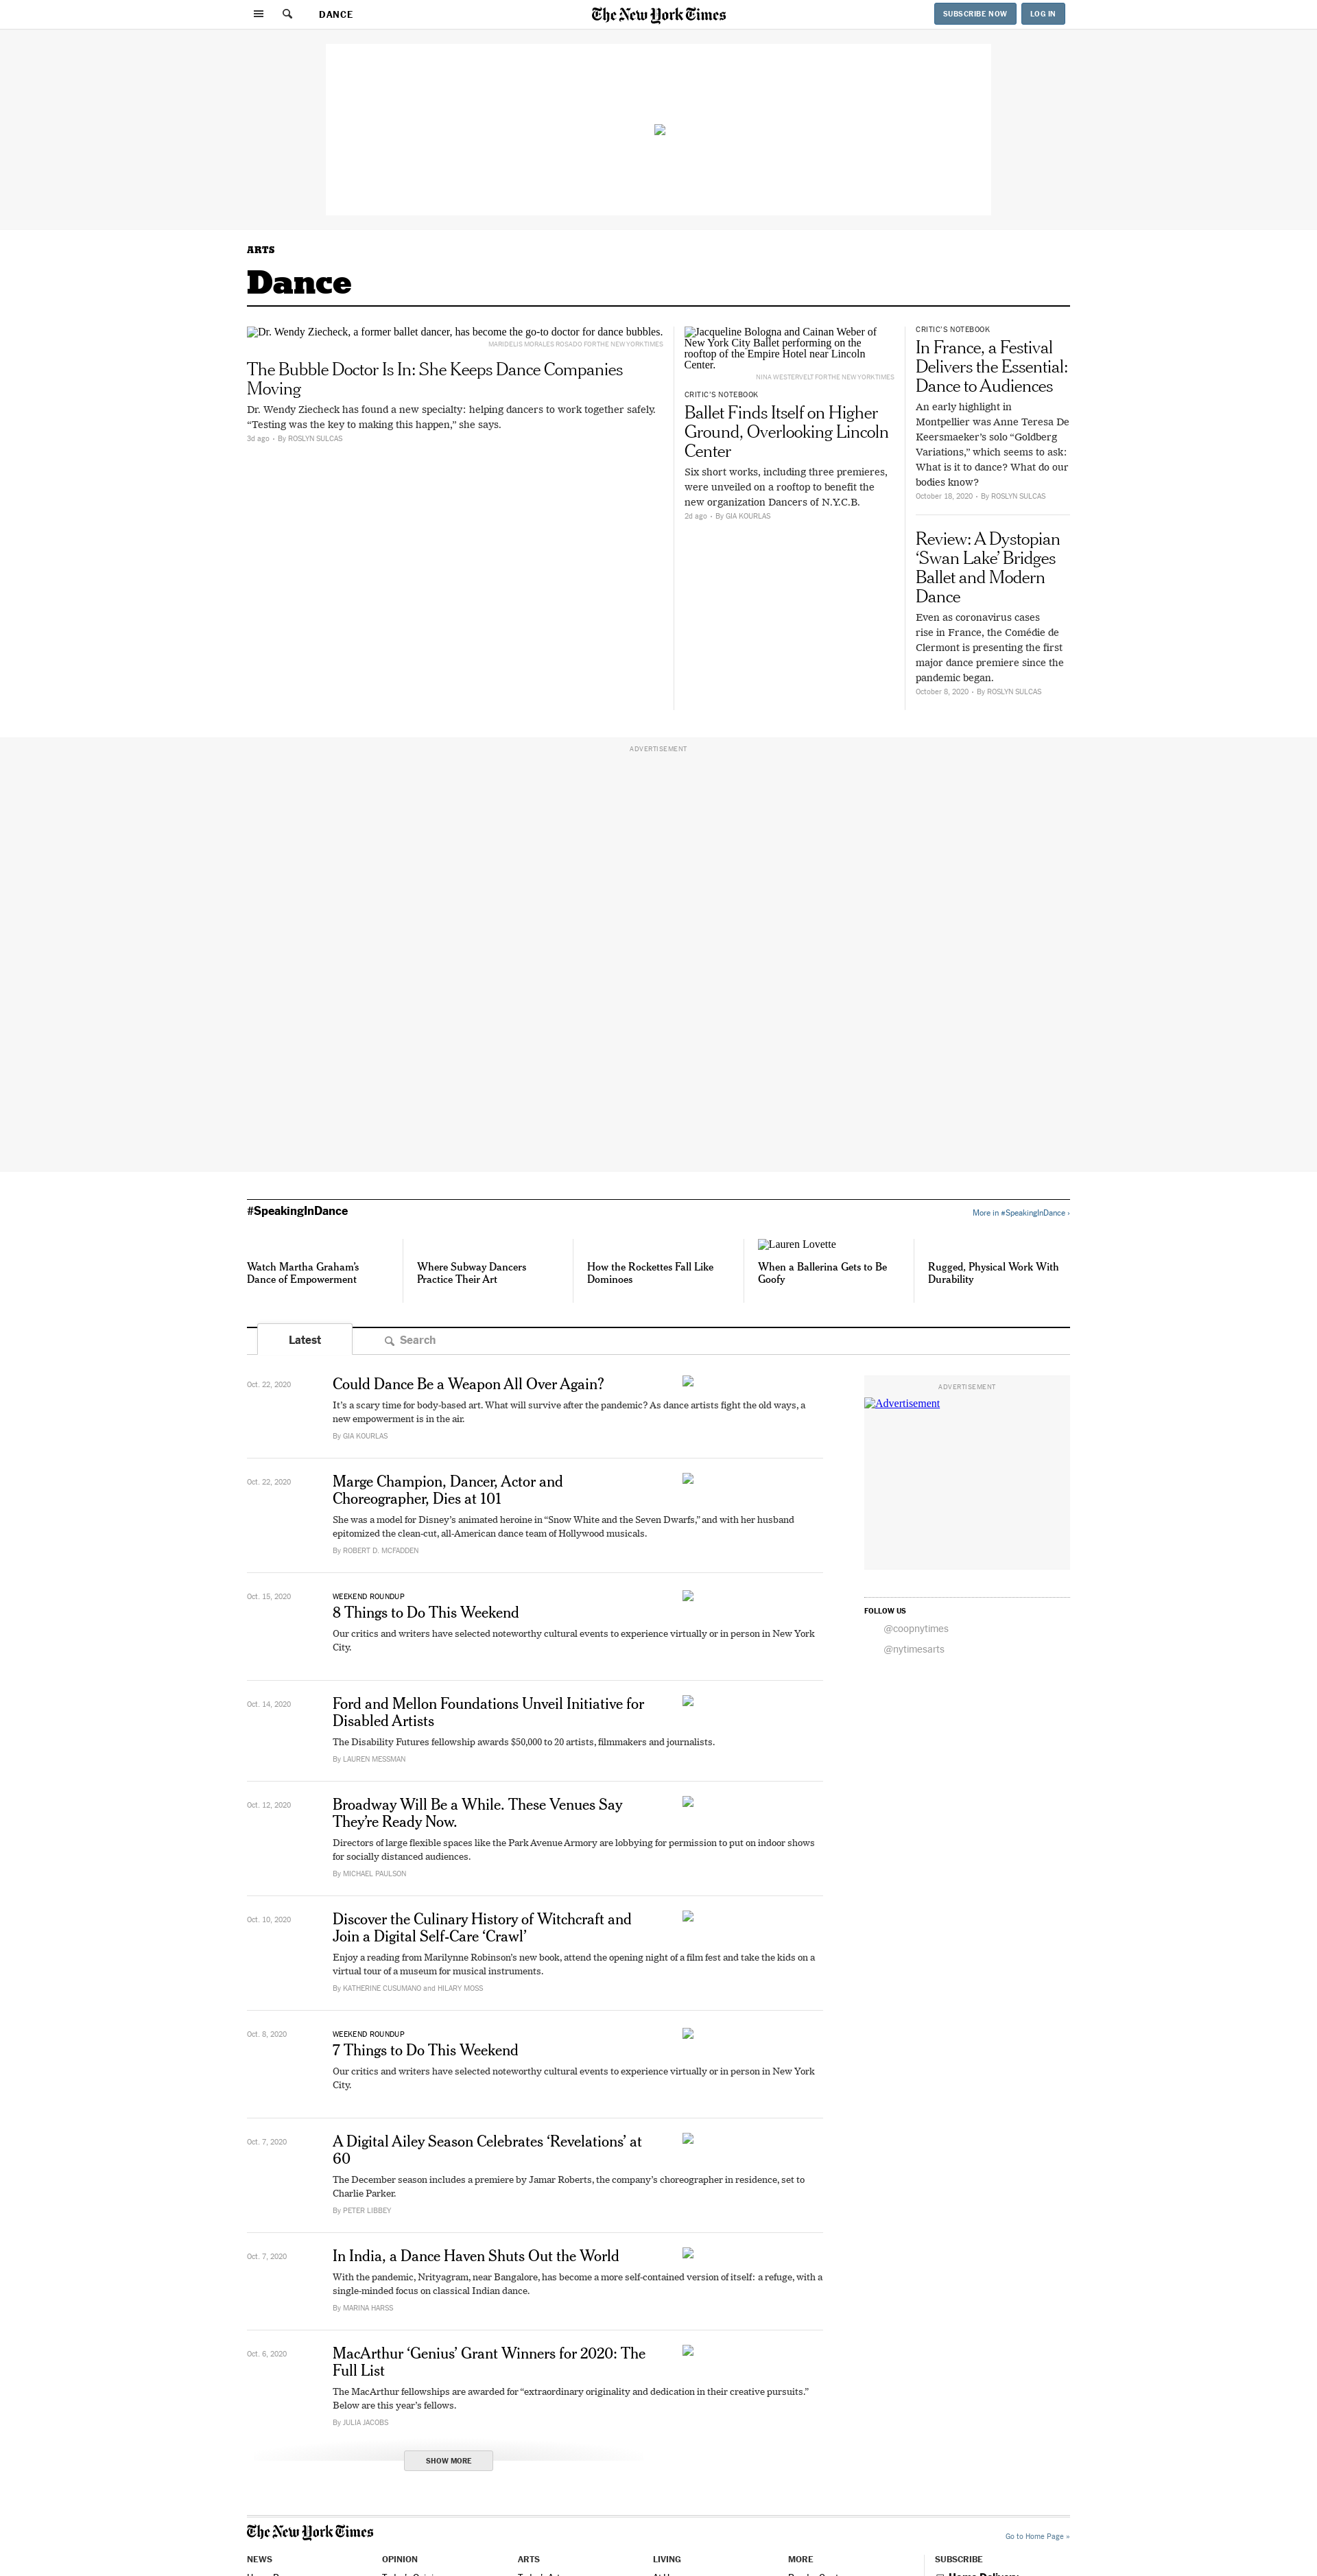 DANCE
The New York Times
SUBSCRIBE NOW
LOG IN
ARTS
Dance
Dr. Wendy Ziecheck, a former ballet dancer, has become the go-to doctor for dance bubbles.
MARIDELIS MORALES ROSADO FOR THE NEW YORK TIMES
The Bubble Doctor Is In: She Keeps Dance Companies
Moving
Dr. Wendy Ziecheck has found a new specialty: helping dancers to work together safely.
“Testing was the key to making this happen,” she says.
3d ago • By ROSLYN SULCAS
Jacqueline Bologna and Cainan Weber of
New York City Ballet performing on the
rooftop of the Empire Hotel near Lincoln
Center.
NINA WESTERVELT FOR THE NEW YORK TIMES
CRITIC’S NOTEBOOK
Ballet Finds Itself on Higher
Ground, Overlooking Lincoln
Center
Six short works, including three premieres,
were unveiled on a rooftop to benefit the
new organization Dancers of N.Y.C.B.
2d ago • By GIA KOURLAS
CRITIC’S NOTEBOOK
In France, a Festival
Delivers the Essential:
Dance to Audiences
An early highlight in
Montpellier was Anne Teresa De
Keersmaeker’s solo “Goldberg
Variations,” which seems to ask:
What is it to dance? What do our
bodies know?
October 18, 2020 • By ROSLYN SULCAS
Review: A Dystopian
‘Swan Lake’ Bridges
Ballet and Modern
Dance
Even as coronavirus cases
rise in France, the Comédie de
Clermont is presenting the first
major dance premiere since the
pandemic began.
October 8, 2020 • By ROSLYN SULCAS
ADVERTISEMENT
#SpeakingInDance
More in #SpeakingInDance ›
Watch Martha Graham’s
Dance of Empowerment
Where Subway Dancers
Practice Their Art
How the Rockettes Fall Like
Dominoes
Lauren Lovette
When a Ballerina Gets to Be
Goofy
Rugged, Physical Work With
Durability
Latest
Search
Oct. 22, 2020
Could Dance Be a Weapon All Over Again?
It’s a scary time for body-based art. What will survive after the pandemic? As dance artists fight the old ways, a
new empowerment is in the air.
By GIA KOURLAS
Oct. 22, 2020
Marge Champion, Dancer, Actor and
Choreographer, Dies at 101
She was a model for Disney’s animated heroine in “Snow White and the Seven Dwarfs,” and with her husband
epitomized the clean-cut, all-American dance team of Hollywood musicals.
By ROBERT D. MCFADDEN
Oct. 15, 2020
WEEKEND ROUNDUP
8 Things to Do This Weekend
Our critics and writers have selected noteworthy cultural events to experience virtually or in person in New York
City.
Oct. 14, 2020
Ford and Mellon Foundations Unveil Initiative for
Disabled Artists
The Disability Futures fellowship awards $50,000 to 20 artists, filmmakers and journalists.
By LAUREN MESSMAN
Oct. 12, 2020
Broadway Will Be a While. These Venues Say
They’re Ready Now.
Directors of large flexible spaces like the Park Avenue Armory are lobbying for permission to put on indoor shows
for socially distanced audiences.
By MICHAEL PAULSON
Oct. 10, 2020
Discover the Culinary History of Witchcraft and
Join a Digital Self-Care ‘Crawl’
Enjoy a reading from Marilynne Robinson’s new book, attend the opening night of a film fest and take the kids on a
virtual tour of a museum for musical instruments.
By KATHERINE CUSUMANO and HILARY MOSS
Oct. 8, 2020
WEEKEND ROUNDUP
7 Things to Do This Weekend
Our critics and writers have selected noteworthy cultural events to experience virtually or in person in New York
City.
Oct. 7, 2020
A Digital Ailey Season Celebrates ‘Revelations’ at
60
The December season includes a premiere by Jamar Roberts, the company’s choreographer in residence, set to
Charlie Parker.
By PETER LIBBEY
Oct. 7, 2020
In India, a Dance Haven Shuts Out the World
With the pandemic, Nrityagram, near Bangalore, has become a more self-contained version of itself: a refuge, with a
single-minded focus on classical Indian dance.
By MARINA HARSS
Oct. 6, 2020
MacArthur ‘Genius’ Grant Winners for 2020: The
Full List
The MacArthur fellowships are awarded for “extraordinary originality and dedication in their creative pursuits.”
Below are this year’s fellows.
By JULIA JACOBS
SHOW MORE
ADVERTISEMENT
Advertisement
FOLLOW US
@coopnytimes
@nytimesarts
The New York Times
Go to Home Page »
NEWS
OPINION
ARTS
LIVING
MORE
SUBSCRIBE